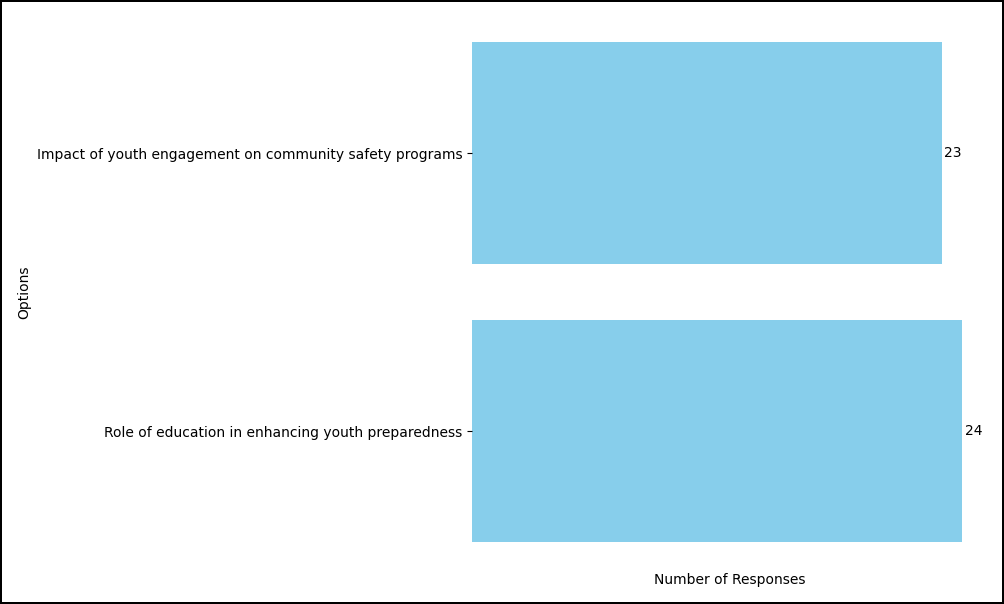 Impact of youth engagement on community safety programs
23
Options
Role of education in enhancing youth preparedness
24
Number of Responses